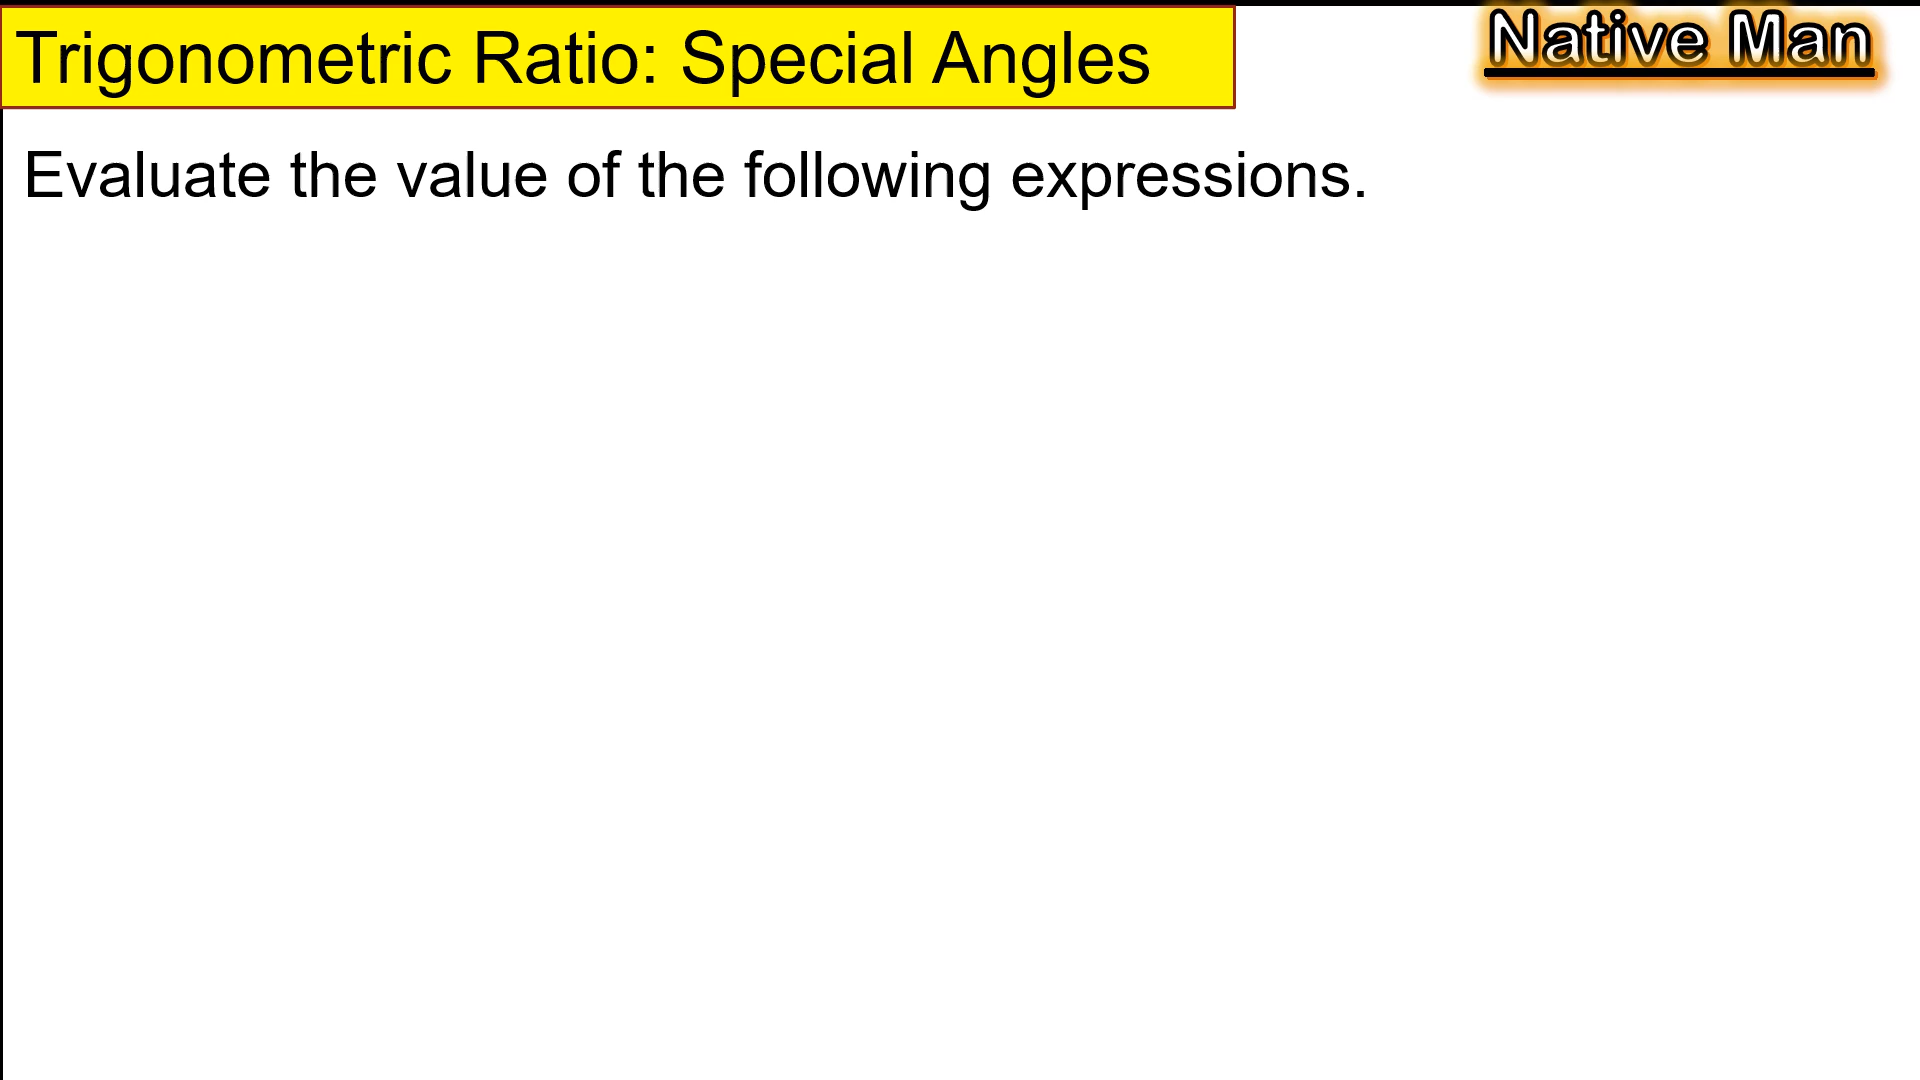 Trigonometric Ratio: Special Angles
Native Man
Evaluate the value of the following expressions.